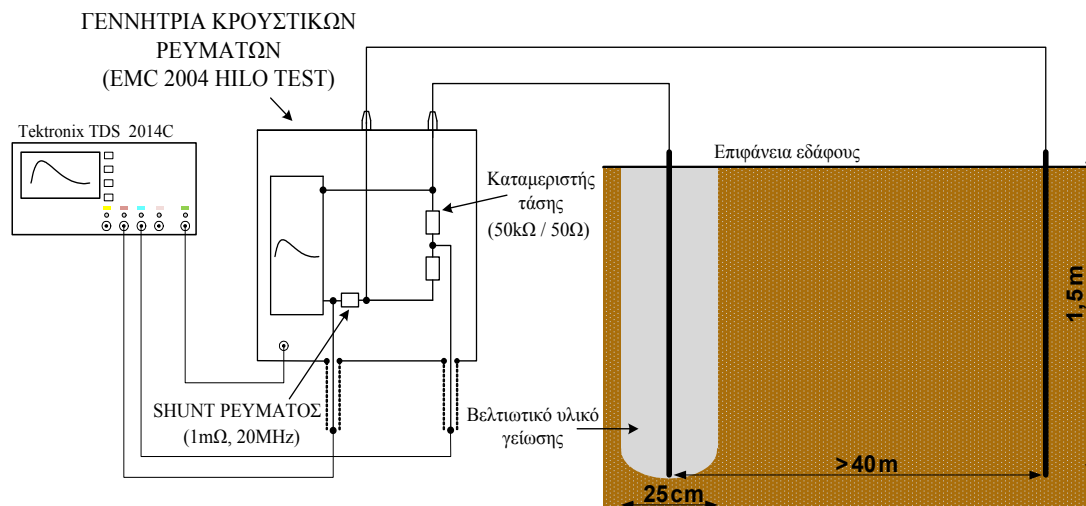 ΓΕΝΝΗΤΡΙΑ ΚΡΟΥΣΤΙΚΩΝ
ΡΕΥΜΑΤΩΝ
(EMC 2004 HILO TEST)
Tektronix TDS 2014C
Καταμεριστής
τάσης
(50kΩ / 50Ω)
SHUNT ΡΕΥΜΑΤΟΣ
(1mΩ, 20MHz)
Επιφάνεια εδάφους
1,5m
Βελτιωτικό υλικό
γείωσης
>40m
25cm